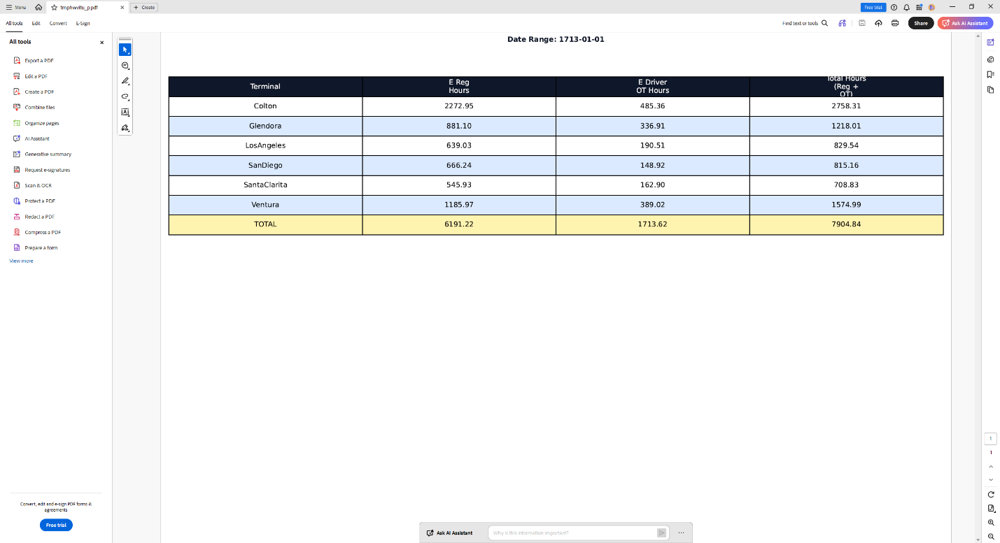 Menu
tmphwvitu_p.pdf
Create
Free trial
All tools
Edit
Convert
E-Sign
Find text or tools
Share
Ask AI Assistant
All tools
Export a PDF
Edit a PDF
Create a PDF
Combine files
Organize pages
AI Assistant
Generative summary
Request e-signatures
Scan & OCR
Protect a PDF
Redact a PDF
Compress a PDF
Prepare a form
View more
Convert, edit and e-sign PDF forms &
agreements
Free trial
Date Range: 1713-01-01
Terminal
E Reg
Hours
E Driver
OT Hours
Total Hours
(Reg +
OT)
Colton 2272.95 485.36 2758.31
Glendora 881.10 336.91 1218.01
LosAngeles 639.03 190.51 829.54
SanDiego 666.24 148.92 815.16
SantaClarita 545.93 162.90 708.83
Ventura 1185.97 389.02 1574.99
TOTAL 6191.22 1713.62 7904.84
Ask AI Assistant
Why is this information important?
1
1